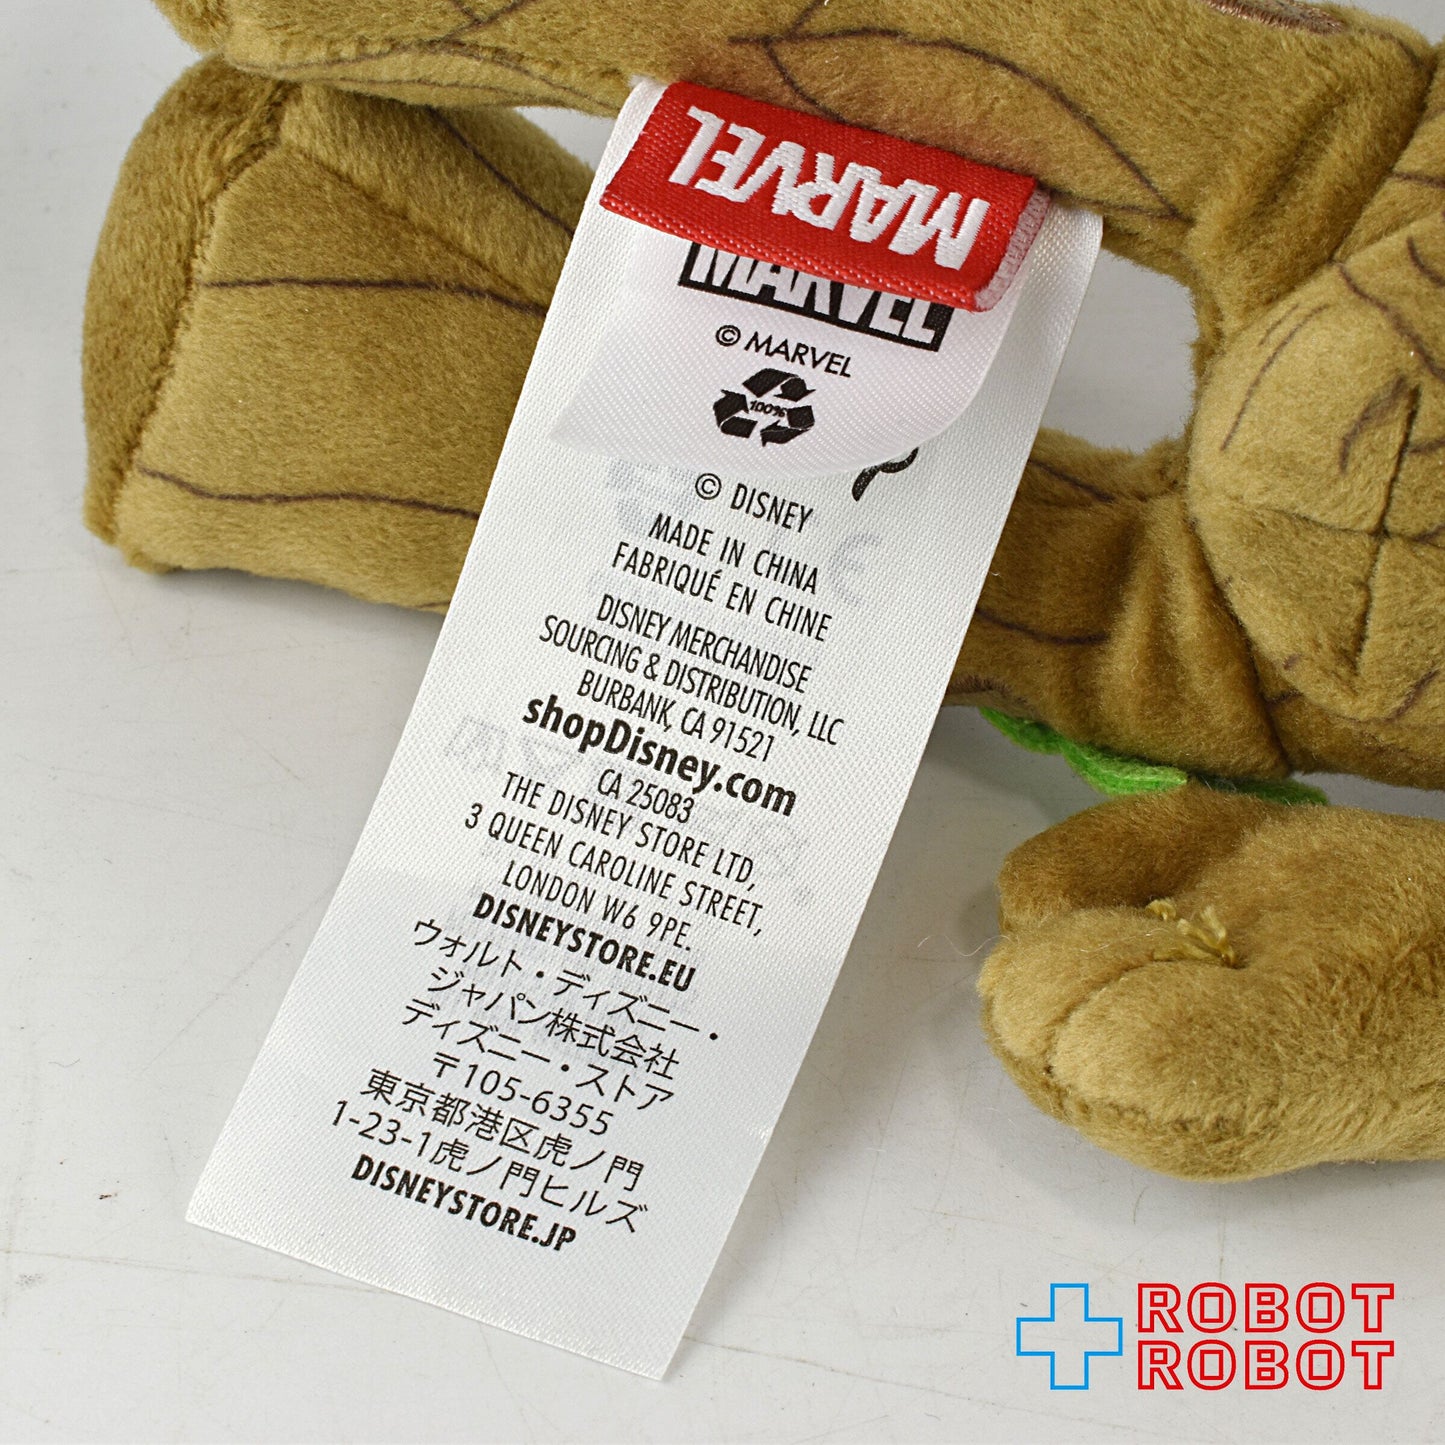 MARVEL
MARVEL
© MARVEL
100%
© DISNEY
MADE IN CHINA
FABRIQUÉ EN CHINE
DISNEY MERCHANDISE
SOURCING & DISTRIBUTION, LLC
BURBANK, CA 91521
shopDisney.com
CA 25083
THE DISNEY STORE LTD,
3 QUEEN CAROLINE STREET,
LONDON W6 9PE.
DISNEYSTORE.EU
ウォルト・ディズニー・
ジャパン株式会社
ディズニー・ストア
〒105-6355
東京都港区虎ノ門
1-23-1虎ノ門ヒルズ
DISNEYSTORE.JP
ROBOT
ROBOT